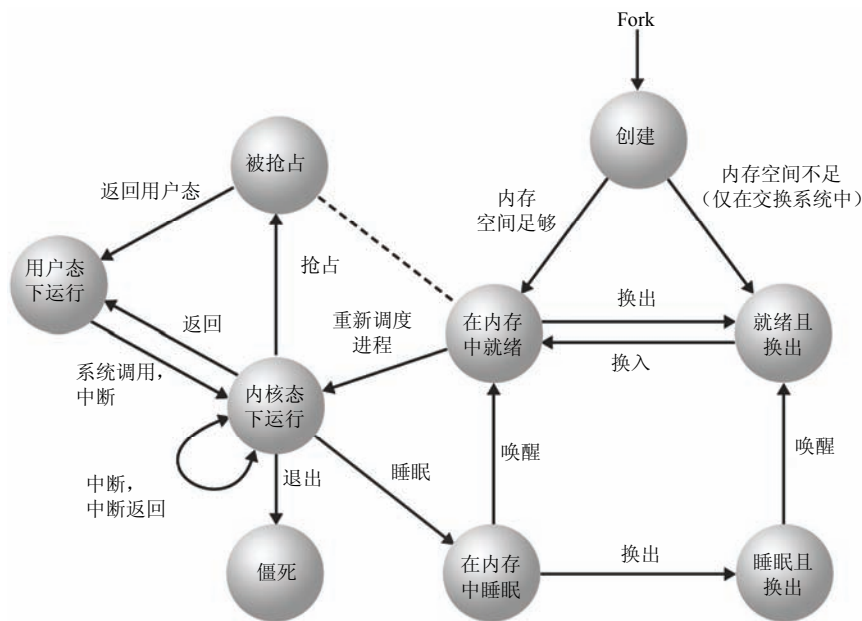 Fork
创建
被抢占
内存空间不足
（仅在交换系统中）
内存
空间足够
返回用户态
用户态
下运行
抢占
返回
重新调度
进程
在内存
中就绪
换出
换入
就绪且
换出
系统调用，
中断
内核态
下运行
中断，
中断返回
退出
睡眠
唤醒
唤醒
僵死
在内存
中睡眠
换出
睡眠且
换出